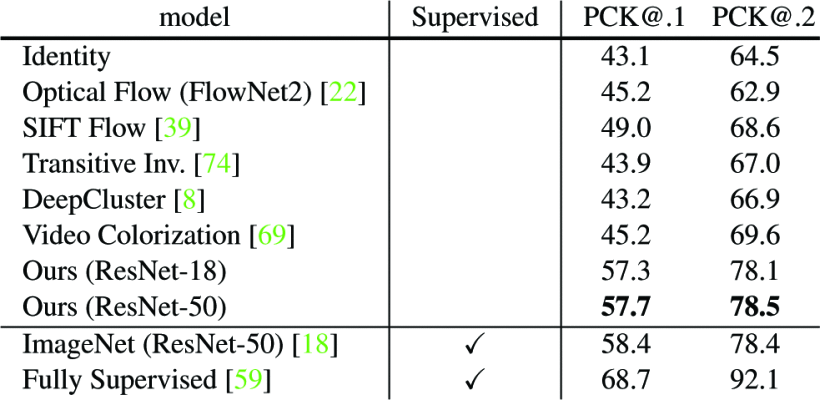 model Supervised PCK@.1 PCK@.2
Identity 43.1 64.5
Optical Flow (FlowNet2) [22] 45.2 62.9
SIFT Flow [39] 49.0 68.6
Transitive Inv. [74] 43.9 67.0
DeepCluster [8] 43.2 66.9
Video Colorization [69] 45.2 69.6
Ours (ResNet-18) 57.3 78.1
Ours (ResNet-50) 57.7 78.5
ImageNet (ResNet-50) [18] ✓ 58.4 78.4
Fully Supervised [59] ✓ 68.7 92.1